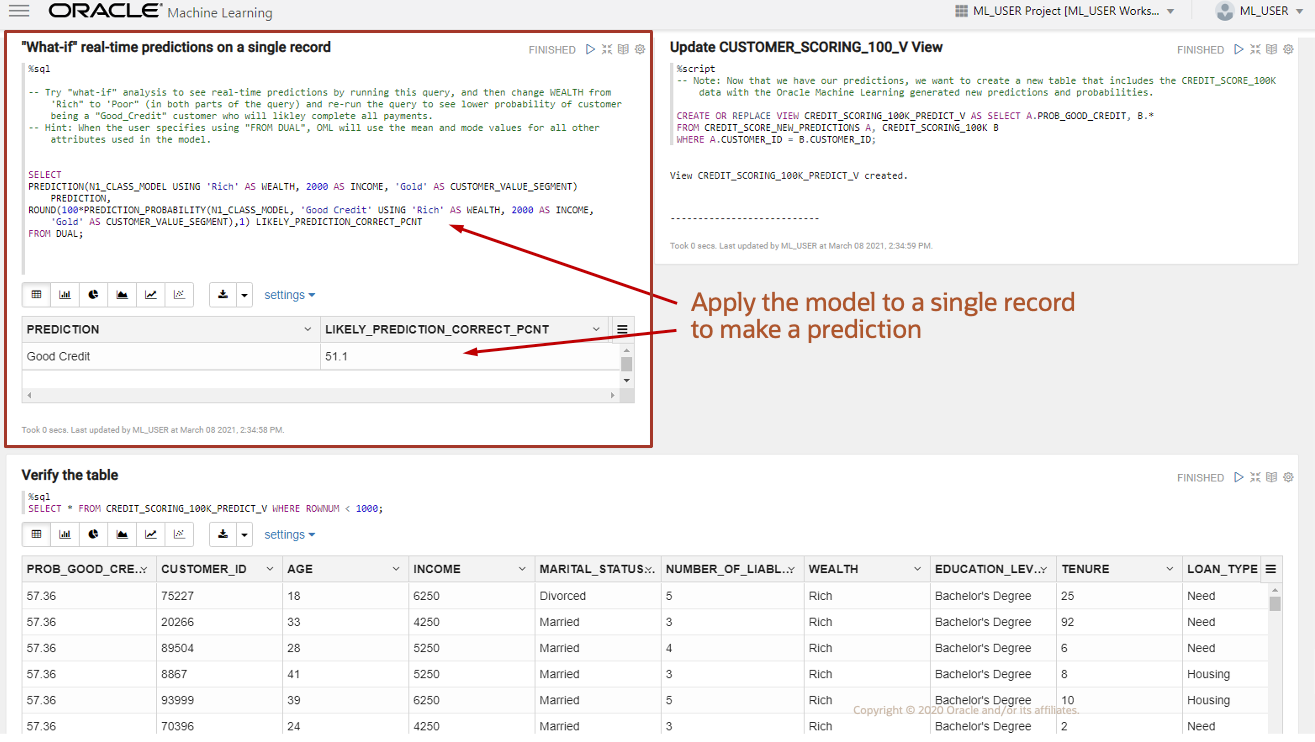 ORACLE Machine Learning
ML_USER Project [ML_USER Works...
ML_USER
"What-if" real-time predictions on a single record
FINISHED
%sql
-- Try "what-if" analysis to see real-time predictions by running this query, and then change WEALTH from
'Rich" to 'Poor" (in both parts of the query) and re-run the query to see lower probability of customer
being a "Good_Credit" customer who will likley complete all payments.
-- Hint: When the user specifies using "FROM DUAL", OML will use the mean and mode values for all other
attributes used in the model.
SELECT
PREDICTION(N1_CLASS_MODEL USING 'Rich' AS WEALTH, 2000 AS INCOME, 'Gold' AS CUSTOMER_VALUE_SEGMENT)
PREDICTION,
ROUND(100*PREDICTION_PROBABILITY(N1_CLASS_MODEL, 'Good Credit' USING 'Rich' AS WEALTH, 2000 AS INCOME,
'Gold' AS CUSTOMER_VALUE_SEGMENT),1) LIKELY_PREDICTION_CORRECT_PCNT
FROM DUAL;
settings
PREDICTION LIKELY_PREDICTION_CORRECT_PCNT
Good Credit 51.1
Took 0 secs. Last updated by ML_USER at March 08 2021, 2:34:58 PM.
Update CUSTOMER_SCORING_100_V View
FINISHED
%script
-- Note: Now that we have our predictions, we want to create a new table that includes the CREDIT_SCORE_100K
data with the Oracle Machine Learning generated new predictions and probabilities.
CREATE OR REPLACE VIEW CREDIT_SCORING_100K_PREDICT_V AS SELECT A.PROB_GOOD_CREDIT, B.*
FROM CREDIT_SCORE_NEW_PREDICTIONS A, CREDIT_SCORING_100K B
WHERE A.CUSTOMER_ID = B.CUSTOMER_ID;
View CREDIT_SCORING_100K_PREDICT_V created.
---------------------------
Took 0 secs. Last updated by ML_USER at March 08 2021, 2:34:59 PM.
Apply the model to a single record
to make a prediction
Verify the table
FINISHED
%sql
SELECT * FROM CREDIT_SCORING_100K_PREDICT_V WHERE ROWNUM < 1000;
settings
PROB_GOOD_CRE... CUSTOMER_ID AGE INCOME MARITAL_STATUS... NUMBER_OF_LIABL... WEALTH EDUCATION_LEV... TENURE LOAN_TYPE
57.36 75227 18 6250 Divorced 5 Rich Bachelor's Degree 25 Need
57.36 20266 33 4250 Married 3 Rich Bachelor's Degree 92 Need
57.36 89504 28 5250 Married 4 Rich Bachelor's Degree 6 Need
57.36 8867 41 5250 Married 3 Rich Bachelor's Degree 8 Housing
57.36 93999 39 6250 Married 5 Rich Bachelor's Degree 10 Housing
Copyright © 2020 Oracle and/or its affiliates.
57.36 70396 24 4250 Married 3 Rich Bachelor's Degree 2 Need